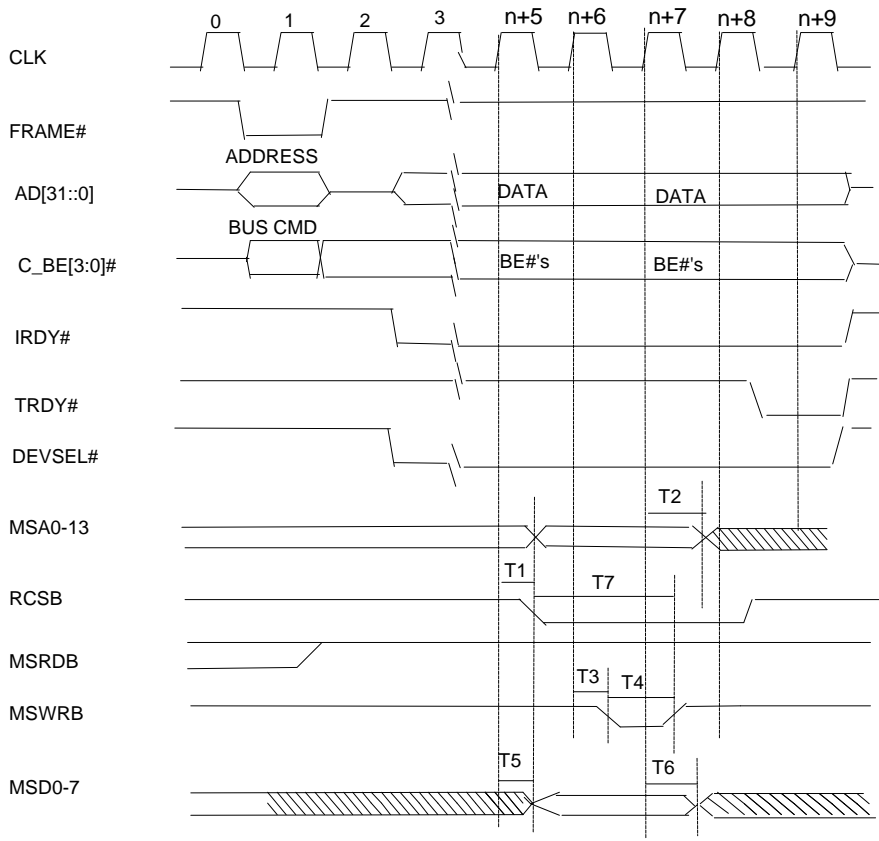 0 1 2 3 n+5 n+6 n+7 n+8 n+9
CLK
FRAME#
ADDRESS
AD[31::0] DATA DATA
BUS CMD
C_BE[3:0]# BE#'s BE#'s
IRDY#
TRDY#
DEVSEL#
T2
MSA0-13
T1 T7
RCSB
MSRDB
T3 T4
MSWRB
T5 T6
MSD0-7